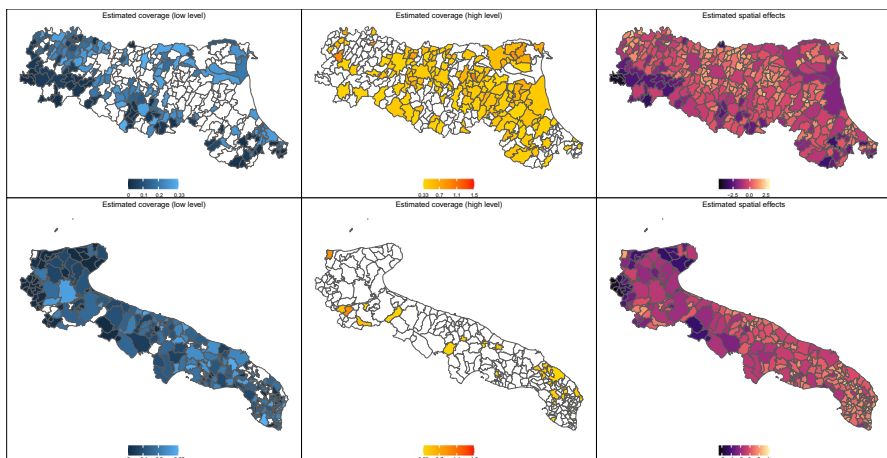 Estimated coverage (low level) Estimated coverage (high level) Estimated spatial effects
0 0.1 0.2 0.33 0.33 0.7 1.1 1.5 −2.5 0.0 2.5
Estimated coverage (low level) Estimated coverage (high level) Estimated spatial effects